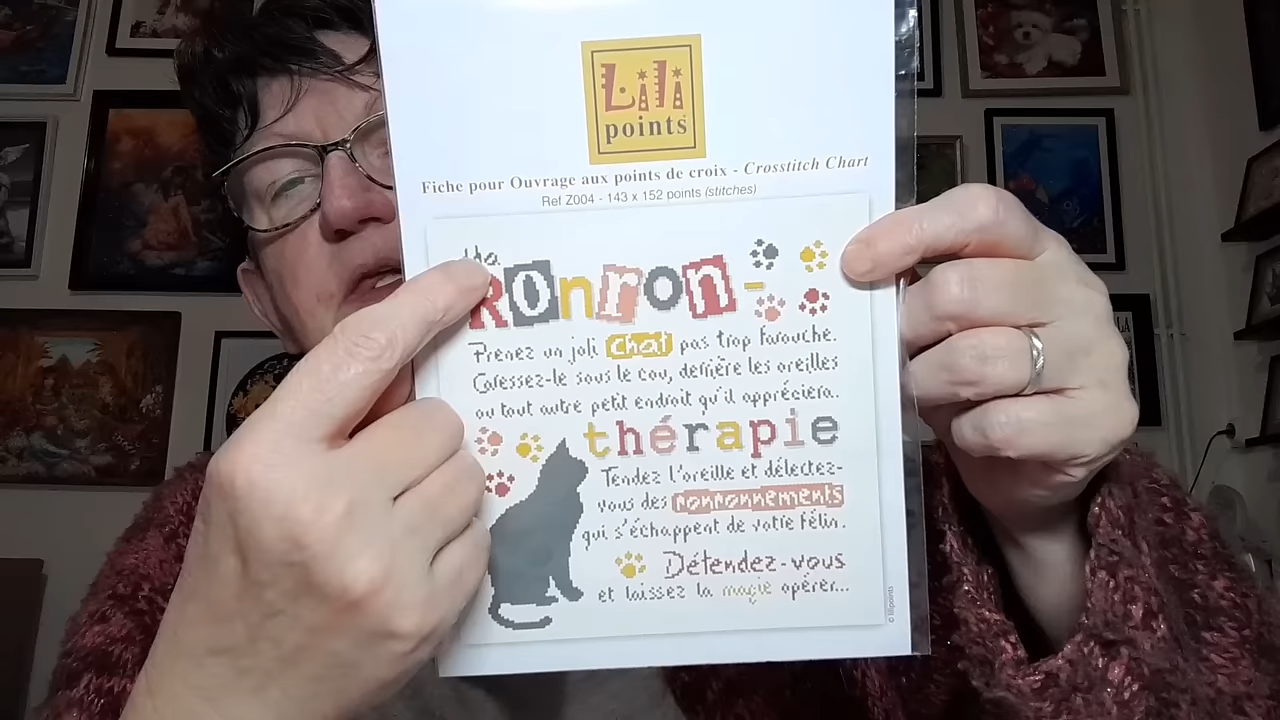 Lili
points
Fiche pour Ouvrage aux points de croix - Crosstitch Chart
Ref Z004 - 143 x 152 points (stitches)
Ronron-
Prenez un joli chat pas trop farouche.
Caressez-le sous le cou, derrière les oreilles
ou tout autre petit endroit qu'il appréciera..
thérapie
Tendez l'oreille et délectez-
vous des ronronnements
qui s'échappent de votre félin.
Détendez-vous
et laissez la magie opérer...
© lilipoints